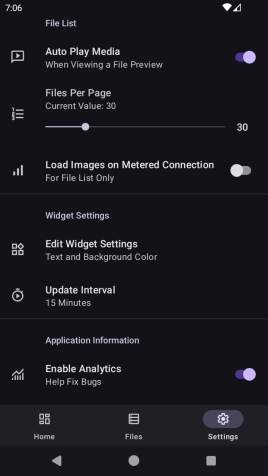 7:06
File List
Auto Play Media
When Viewing a File Preview
Files Per Page
Current Value: 30
30
Load Images on Metered Connection
For File List Only
Widget Settings
Edit Widget Settings
Text and Background Color
Update Interval
15 Minutes
Application Information
Enable Analytics
Help Fix Bugs
Home
Files
Settings